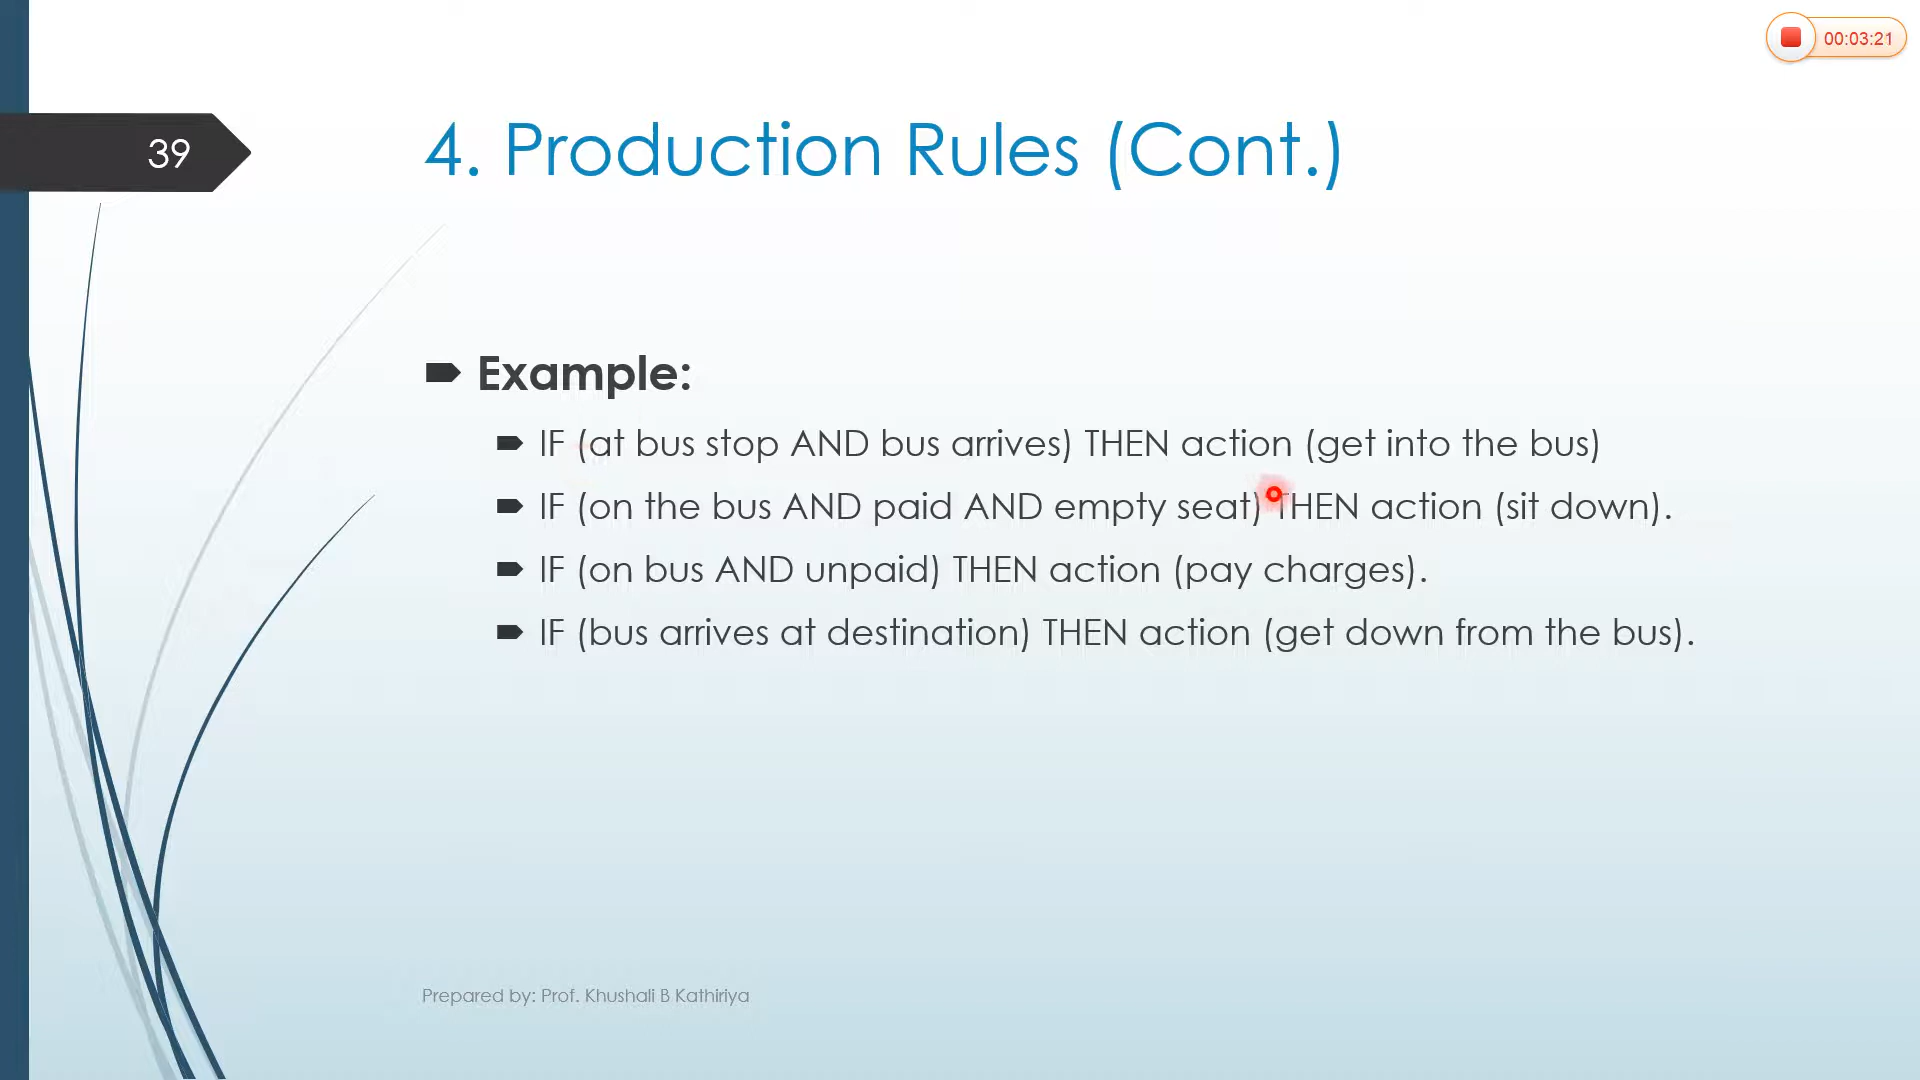 00:03:21
39
4. Production Rules (Cont.)
Example:
IF (at bus stop AND bus arrives) THEN action (get into the bus)
IF (on the bus AND paid AND empty seat) THEN action (sit down).
IF (on bus AND unpaid) THEN action (pay charges).
IF (bus arrives at destination) THEN action (get down from the bus).
Prepared by: Prof. Khushali B Kathiriya